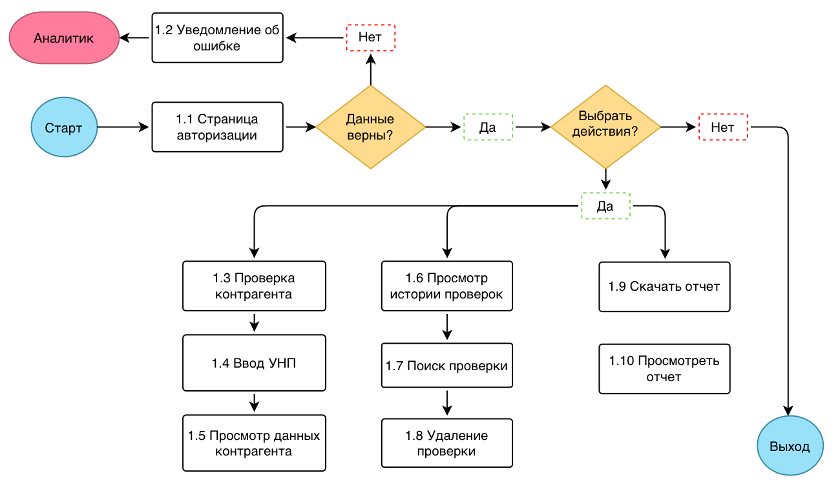 Аналитик
1.2 Уведомление об
ошибке
Нет
Старт
1.1 Страница
авторизации
Данные
верны?
Да
Выбрать
действия?
Нет
Да
1.3 Проверка
контрагента
1.6 Просмотр
истории проверок
1.9 Скачать отчет
1.4 Ввод УНП
1.7 Поиск проверки
1.10 Просмотреть
отчет
1.5 Просмотр данных
контрагента
1.8 Удаление
проверки
Выход